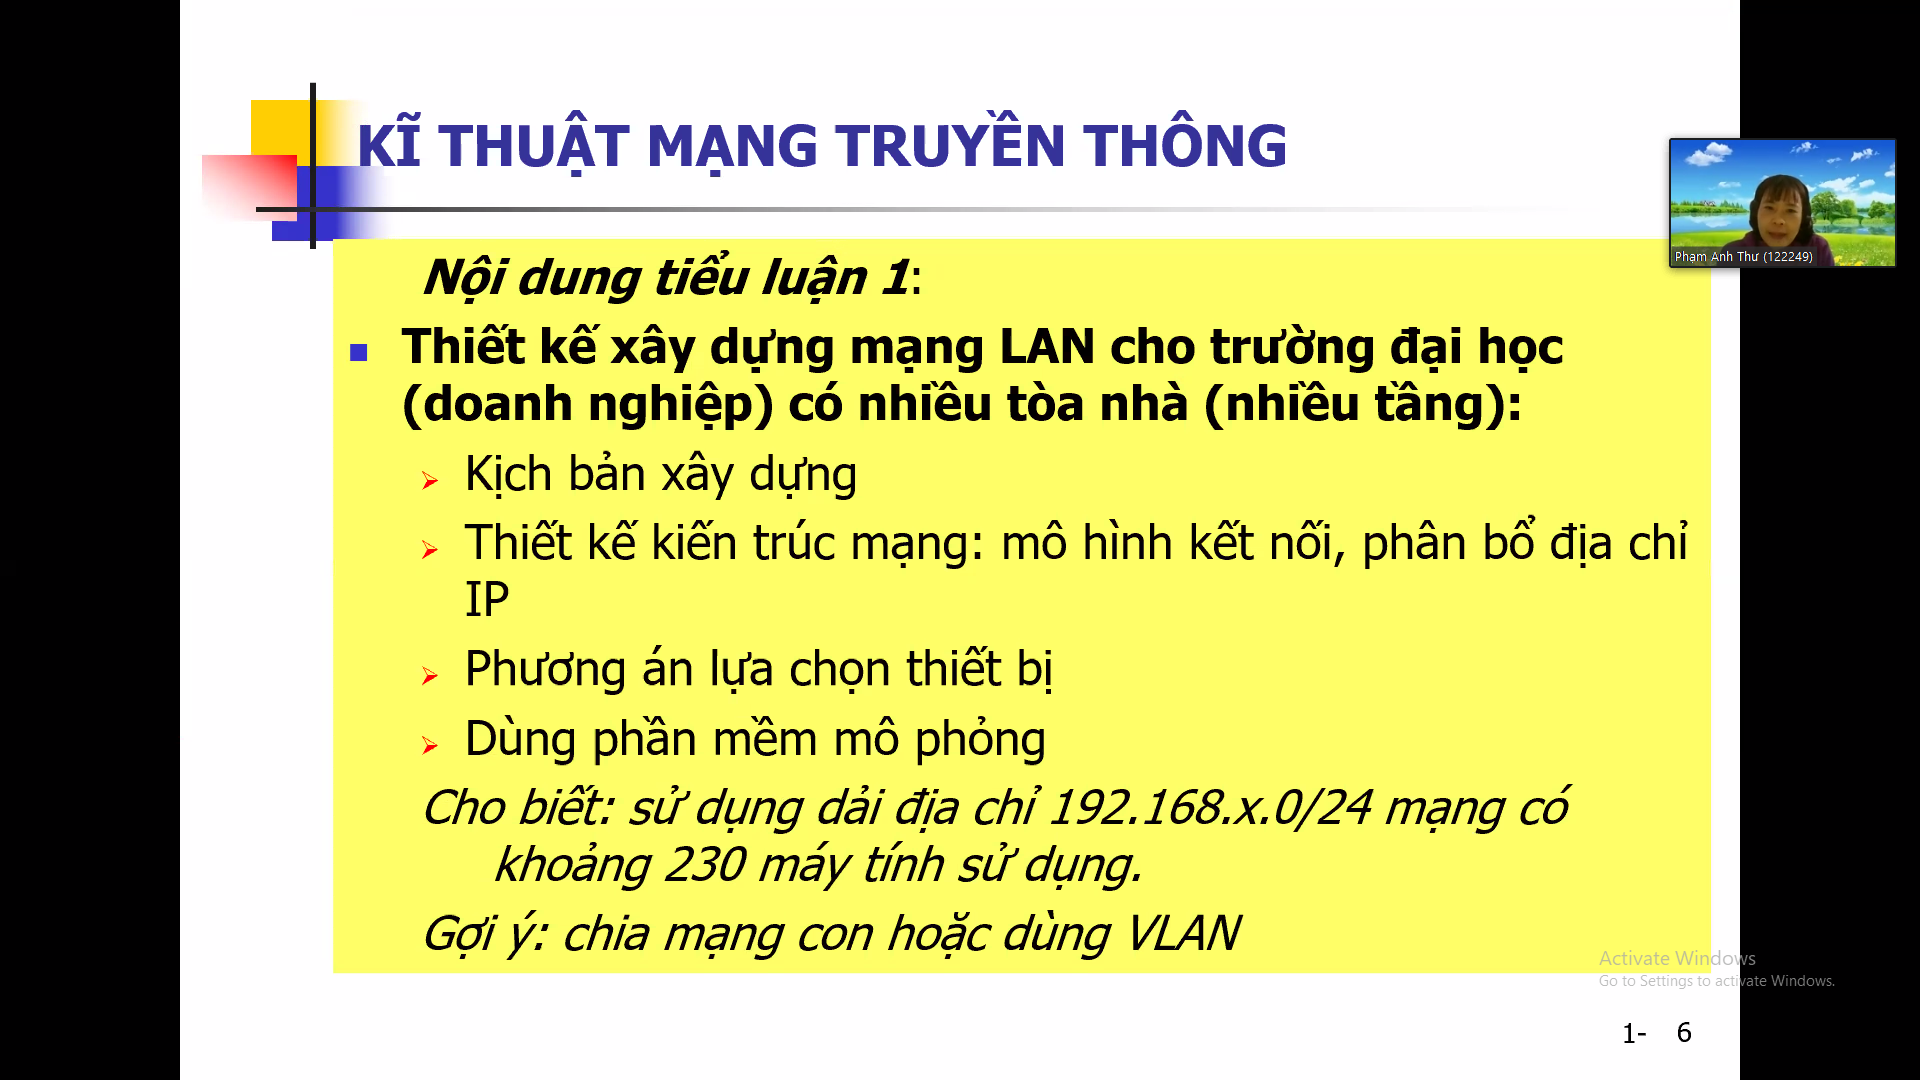 KĨ THUẬT MẠNG TRUYỀN THÔNG
Phạm Anh Thư (122249)
Nội dung tiểu luận 1:
Thiết kế xây dựng mạng LAN cho trường đại học
(doanh nghiệp) có nhiều tòa nhà (nhiều tầng):
Kịch bản xây dựng
Thiết kế kiến trúc mạng: mô hình kết nối, phân bổ địa chỉ
IP
Phương án lựa chọn thiết bị
Dùng phần mềm mô phỏng
Cho biết: sử dụng dải địa chỉ 192.168.x.0/24 mạng có
khoảng 230 máy tính sử dụng.
Gợi ý: chia mạng con hoặc dùng VLAN
Activate Windows
Go to Settings to activate Windows.
1- 6